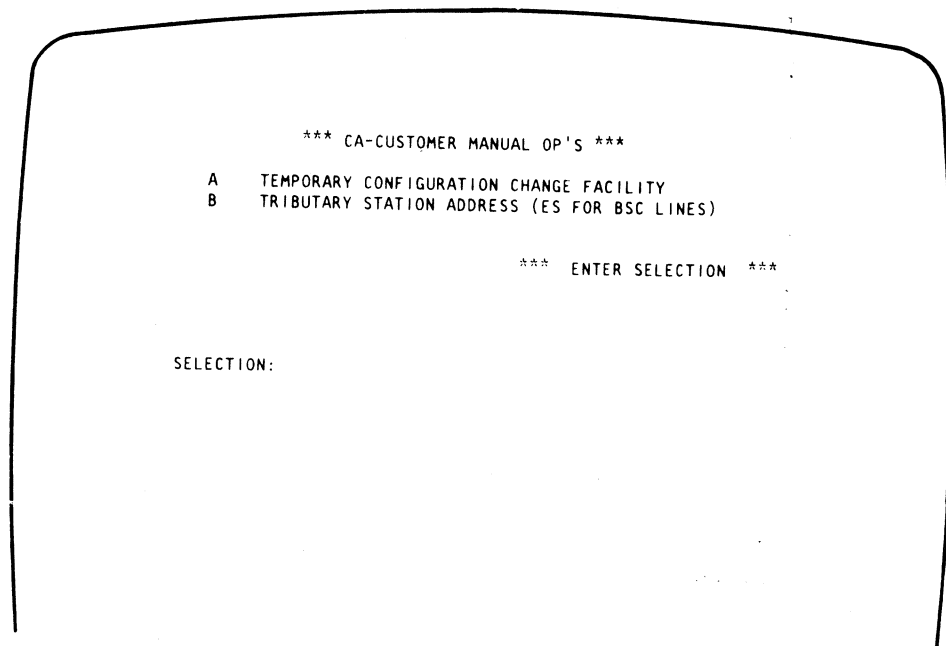 *** CA-CUSTOMER MANUAL OP'S ***
A TEMPORARY CONFIGURATION CHANGE FACILITY
B TRIBUTARY STATION ADDRESS (ES FOR BSC LINES)
*** ENTER SELECTION ***
SELECTION: